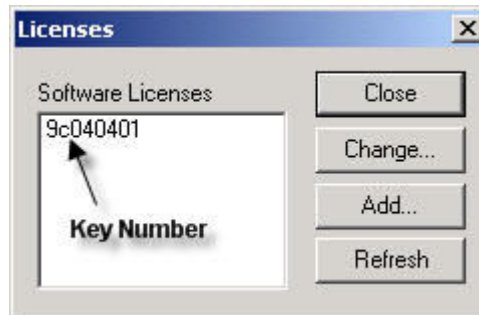 Licenses
Software Licenses
9c040401
Key Number
Close
Change...
Add...
Refresh